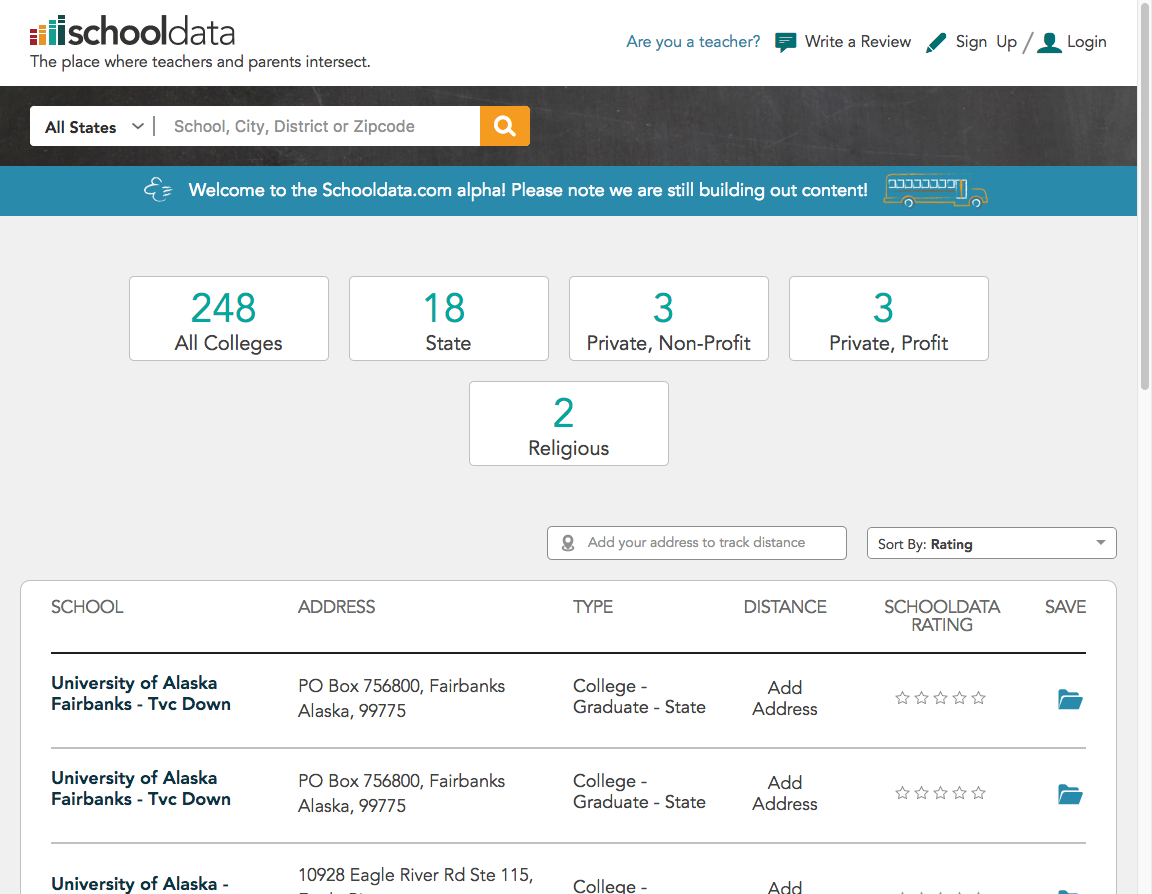 schooldata
The place where teachers and parents intersect.
Are you a teacher? Write a Review Sign Up / Login
All States | School, City, District or Zipcode
Welcome to the Schooldata.com alpha! Please note we are still building out content!
248
All Colleges
18
State
3
Private, Non-Profit
3
Private, Profit
2
Religious
Add your address to track distance
Sort By: Rating
SCHOOL ADDRESS TYPE DISTANCE SCHOOLDATA RATING SAVE
University of Alaska
Fairbanks - Tvc Down
PO Box 756800, Fairbanks
Alaska, 99775
College -
Graduate - State
Add
Address
University of Alaska
Fairbanks - Tvc Down
PO Box 756800, Fairbanks
Alaska, 99775
College -
Graduate - State
Add
Address
University of Alaska -
10928 Eagle River Rd Ste 115,
College -
Add